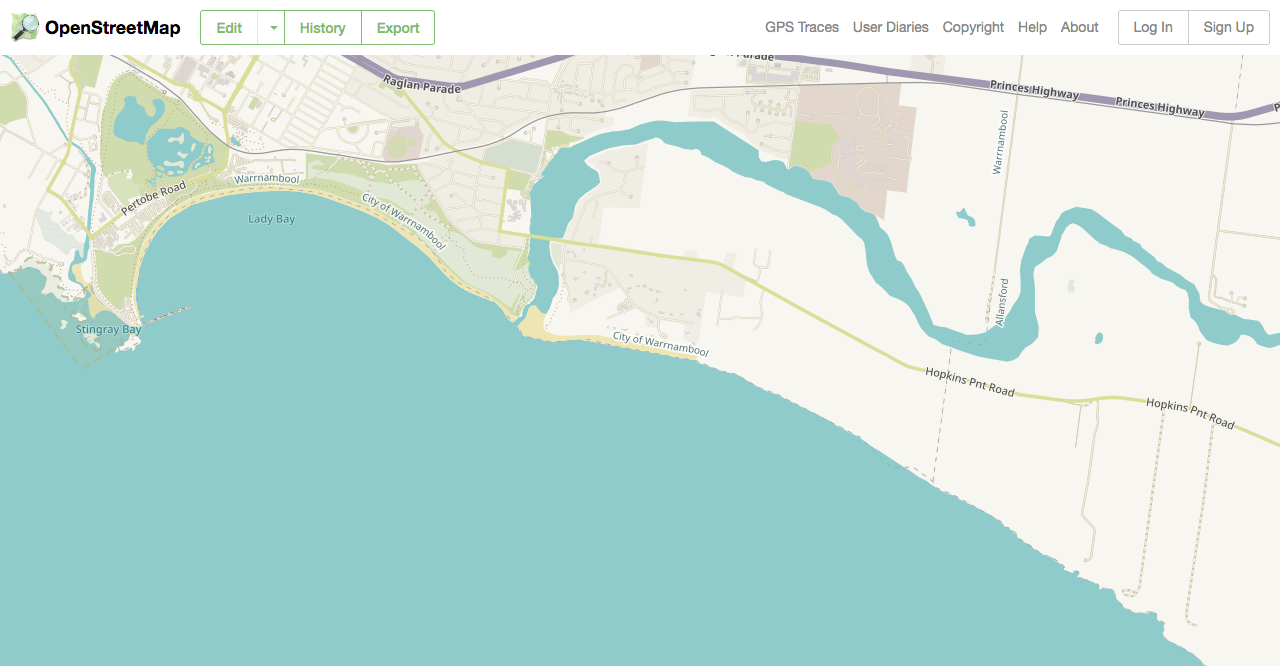 OpenStreetMap
Edit
History
Export
GPS Traces
User Diaries
Copyright
Help
About
Log In
Sign Up
Parade
Raglan Parade
Princes Highway
Princes Highway
Warrnambool
Warrnambool
Pertobe Road
City of Warrnambool
Lady Bay
Allansford
Stingray Bay
City of Warrnambool
Hopkins Pnt Road
Hopkins Pnt Road